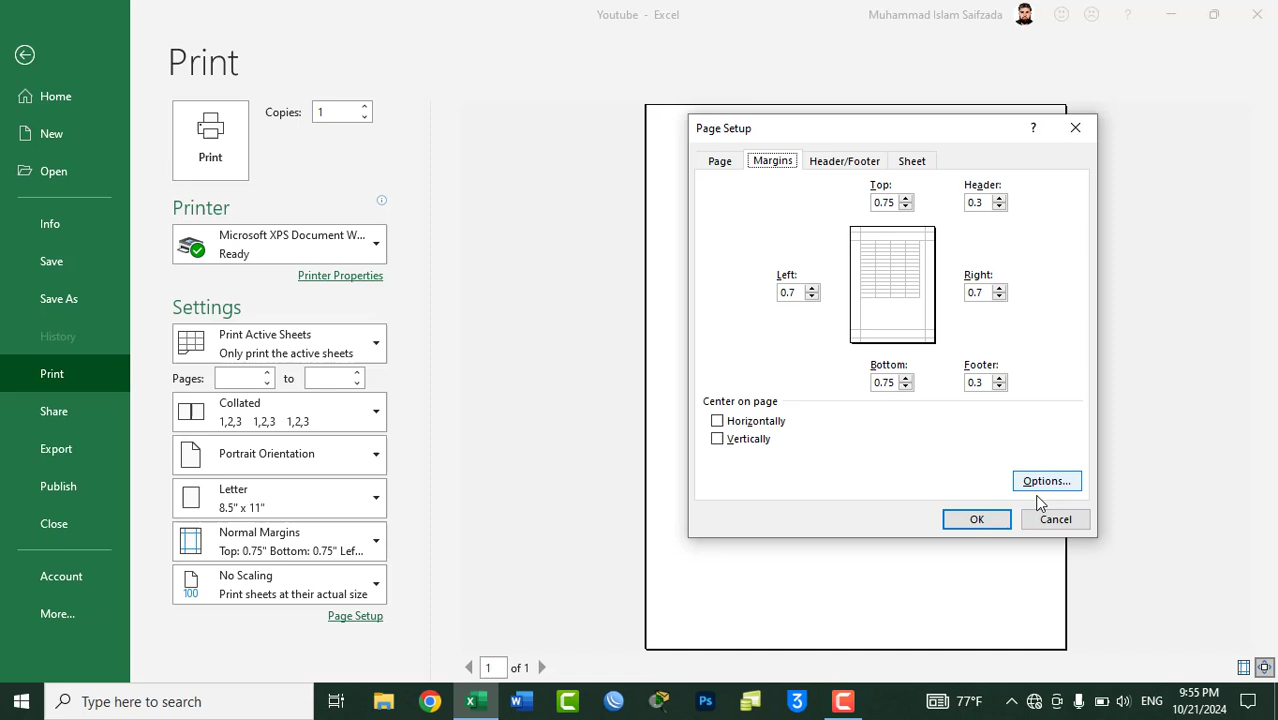 Youtube - Excel
Muhammad Islam Saifzada
?
Print
Home
New
Open
Info
Save
Save As
History
Print
Share
Export
Publish
Close
Account
More...
Print
Copies: 1
Printer
Microsoft XPS Document W...
Ready
Printer Properties
Settings
Print Active Sheets
Only print the active sheets
Pages: to
Collated
1,2,3 1,2,3 1,2,3
Portrait Orientation
Letter
8.5" x 11"
Normal Margins
Top: 0.75" Bottom: 0.75" Lef...
No Scaling
100
Print sheets at their actual size
Page Setup
Page Setup
?
Page Margins Header/Footer Sheet
Top: Header:
0.75 0.3
Left: Right:
0.7 0.7
Bottom: Footer:
0.75 0.3
Center on page
Horizontally
Vertically
Options...
OK Cancel
1 of 1
Type here to search
W
Ps
3
77°F
ENG
9:55 PM
10/21/2024